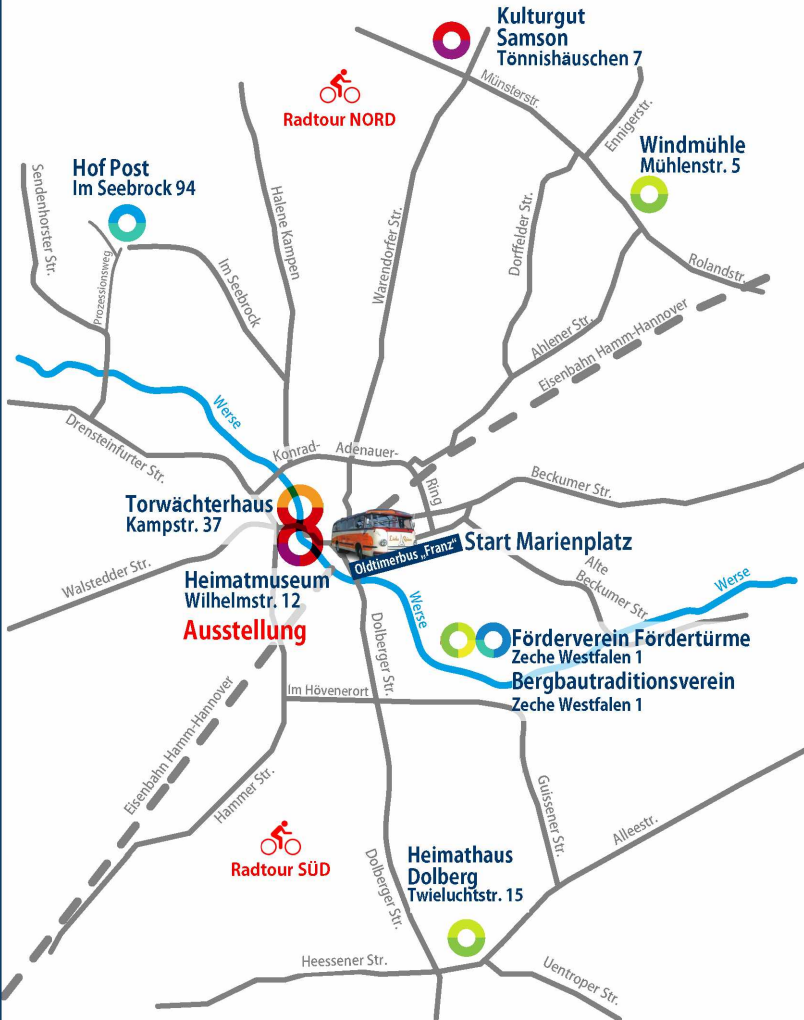 Kulturgut
Samson
Tönnishäuschen 7
Münsterstr.
Ennigerstr.
Radtour NORD
Windmühle
Mühlenstr. 5
Hof Post
Im Seebrock 94
Sendenhorster Str.
Prozessionsweg
Im Seebrock
Halene Kampen
Warendorfer Str.
Dorffelder Str.
Rolandstr.
Ahlener Str.
Eisenbahn Hamm-Hannover
Werse
Drensteinfurter Str.
Konrad-
Adenauer-
Ring
Beckumer Str.
Torwächterhaus
Kampstr. 37
Oldtimerbus „Franz“
Start Marienplatz
Walstedder Str.
Heimatmuseum
Wilhelmstr. 12
Ausstellung
Alte
Beckumer Str.
Werse
Werse
Dolberger Str.
Förderverein Fördertürme
Zeche Westfalen 1
Bergbautraditionsverein
Zeche Westfalen 1
Im Hövenerort
Eisenbahn Hamm-Hannover
Hammer Str.
Guissener Str.
Alleestr.
Radtour SÜD
Dolberger Str.
Heimathaus
Dolberg
Twieluchtstr. 15
Heessener Str.
Uentroper Str.